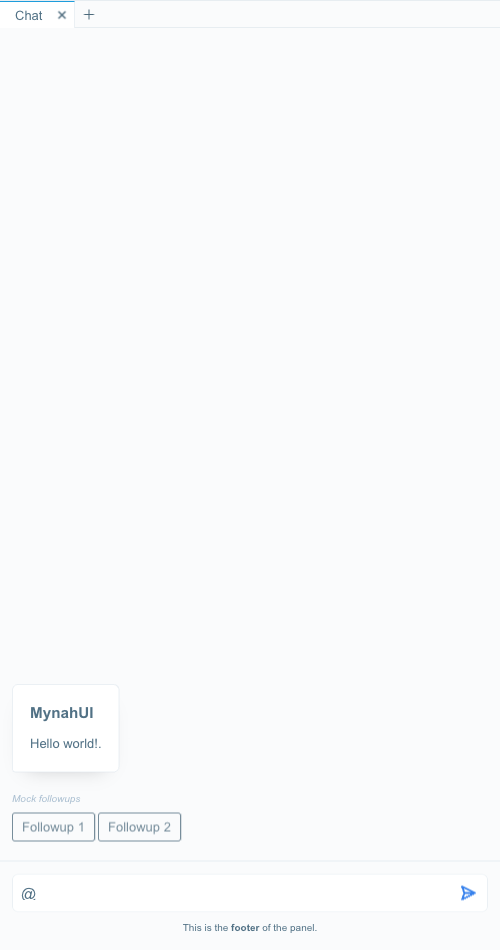 Chat
MynahUI
Hello world!.
Mock followups
Followup 1 Followup 2
@
This is the footer of the panel.